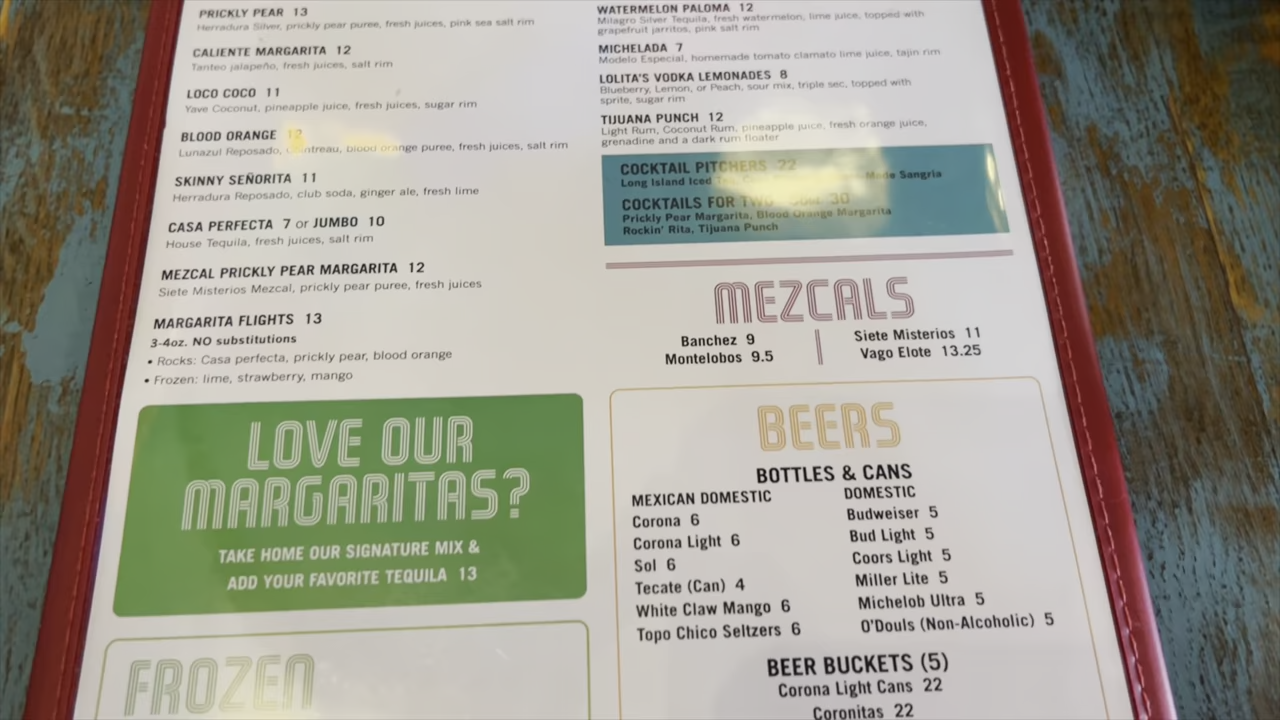 PRICKLY PEAR 13
Herradura Silver, prickly pear puree, fresh juices, pink sea salt rim
CALIENTE MARGARITA 12
Tanteo jalapeño, fresh juices, salt rim
LOCO COCO 11
Yave Coconut, pineapple juice, fresh juices, sugar rim
BLOOD ORANGE 12
Lunazul Reposado, Cointreau, blood orange puree, fresh juices, salt rim
SKINNY SEÑORITA 11
Herradura Reposado, club soda, ginger ale, fresh lime
CASA PERFECTA 7 or JUMBO 10
House Tequila, fresh juices, salt rim
MEZCAL PRICKLY PEAR MARGARITA 12
Siete Misterios Mezcal, prickly pear puree, fresh juices
MARGARITA FLIGHTS 13
3-4oz. NO substitutions
• Rocks: Casa perfecta, prickly pear, blood orange
• Frozen: lime, strawberry, mango
LOVE OUR
MARGARITAS?
TAKE HOME OUR SIGNATURE MIX &
ADD YOUR FAVORITE TEQUILA 13
FROZEN
WATERMELON PALOMA 12
Milagro Silver Tequila, fresh watermelon, lime juice, topped with
grapefruit jarritos, pink salt rim
MICHELADA 7
Modelo Especial, homemade tomato clamato lime juice, tajin rim
LOLITA'S VODKA LEMONADES 8
Blueberry, Lemon, or Peach, sour mix, triple sec, topped with
sprite, sugar rim
TIJUANA PUNCH 12
Light Rum, Coconut Rum, pineapple juice, fresh orange juice,
grenadine and a dark rum floater
COCKTAIL PITCHERS 22
Long Island Iced Made Sangria
COCKTAILS FOR TWO 30
Prickly Pear Margarita, Blood Orange Margarita
Rockin' Rita, Tijuana Punch
MEZCALS
Banchez 9
Montelobos 9.5
Siete Misterios 11
Vago Elote 13.25
BEERS
BOTTLES & CANS
MEXICAN DOMESTIC
Corona 6
Corona Light 6
Sol 6
Tecate (Can) 4
White Claw Mango 6
Topo Chico Seltzers 6
DOMESTIC
Budweiser 5
Bud Light 5
Coors Light 5
Miller Lite 5
Michelob Ultra 5
O'Douls (Non-Alcoholic) 5
BEER BUCKETS (5)
Corona Light Cans 22
Coronitas 22